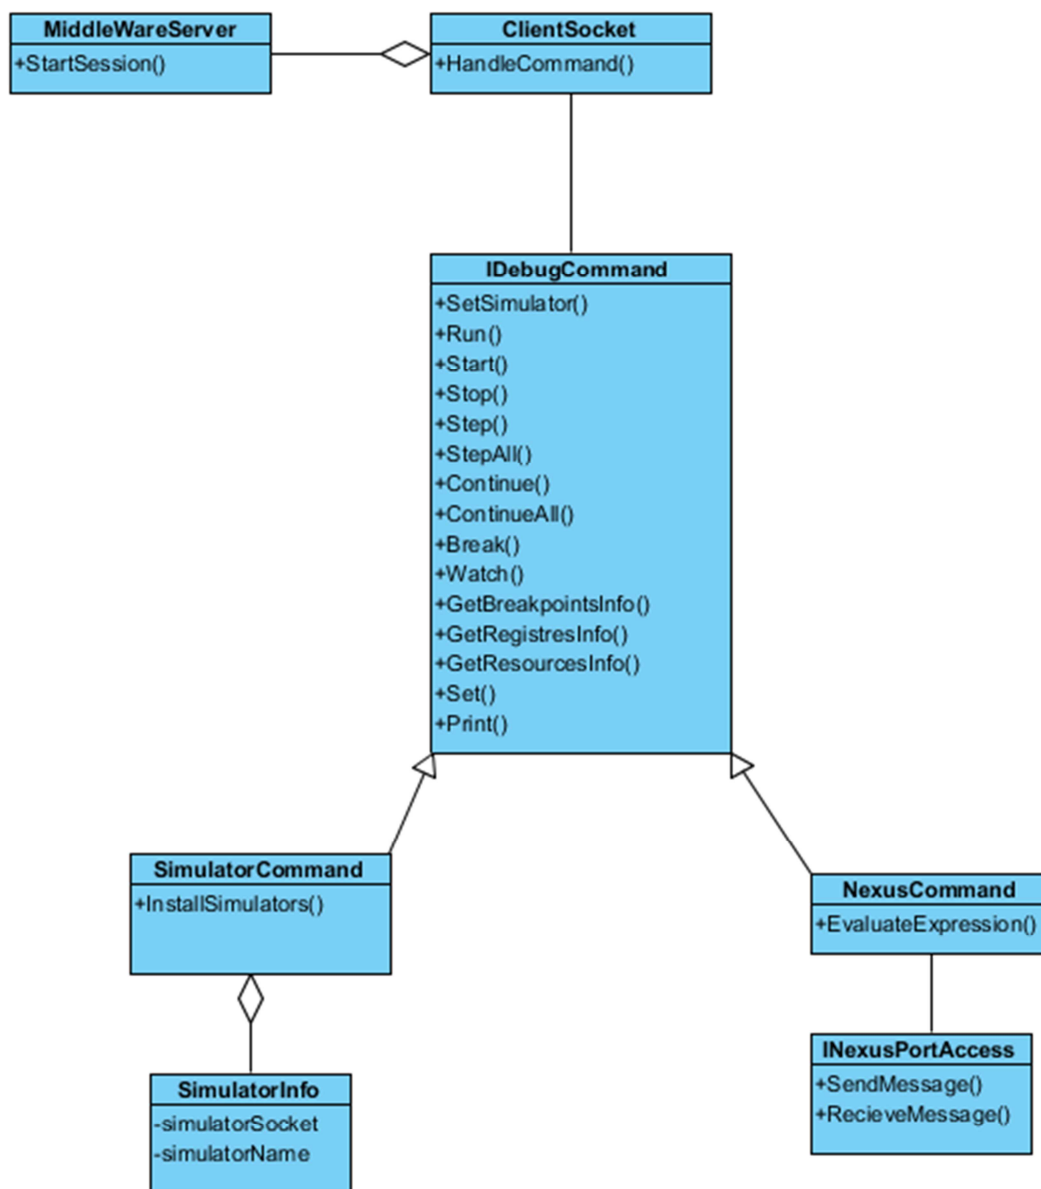 MiddleWareServer
+StartSession()
ClientSocket
+HandleCommand()
IDebugCommand
+SetSimulator()
+Run()
+Start()
+Stop()
+Step()
+StepAll()
+Continue()
+ContinueAll()
+Break()
+Watch()
+GetBreakpointsInfo()
+GetRegistresInfo()
+GetResourcesInfo()
+Set()
+Print()
SimulatorCommand
+InstallSimulators()
NexusCommand
+EvaluateExpression()
SimulatorInfo
-simulatorSocket
-simulatorName
INexusPortAccess
+SendMessage()
+RecieveMessage()